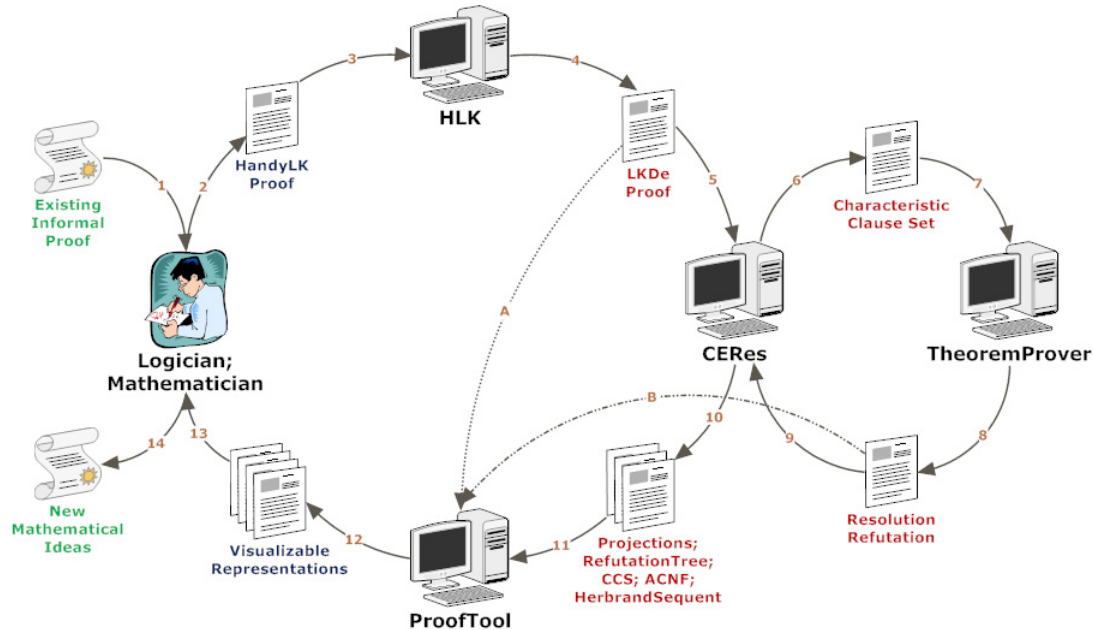 3
4
HLK
HandyLK
Proof
1
2
Existing
Informal
Proof
LKDe
Proof
5
6
7
Characteristic
Clause Set
A
Logician;
Mathematician
CERes
TheoremProver
B
10
9
8
14
13
New
Mathematical
Ideas
Visualizable
Representations
12
11
ProofTool
Projections;
RefutationTree;
CCS; ACNF;
HerbrandSequent
Resolution
Refutation